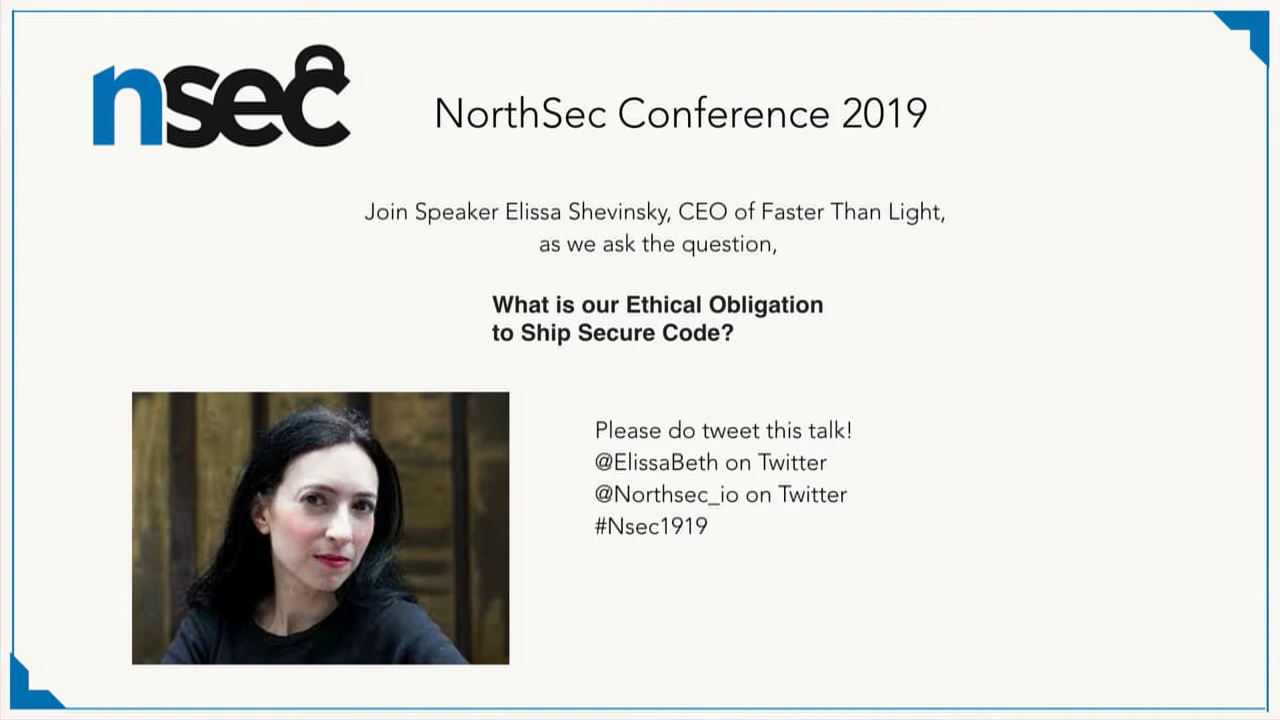 nsec
NorthSec Conference 2019
Join Speaker Elissa Shevinsky, CEO of Faster Than Light,
as we ask the question,
What is our Ethical Obligation
to Ship Secure Code?
Please do tweet this talk!
@ElissaBeth on Twitter
@Northsec_io on Twitter
#Nsec1919